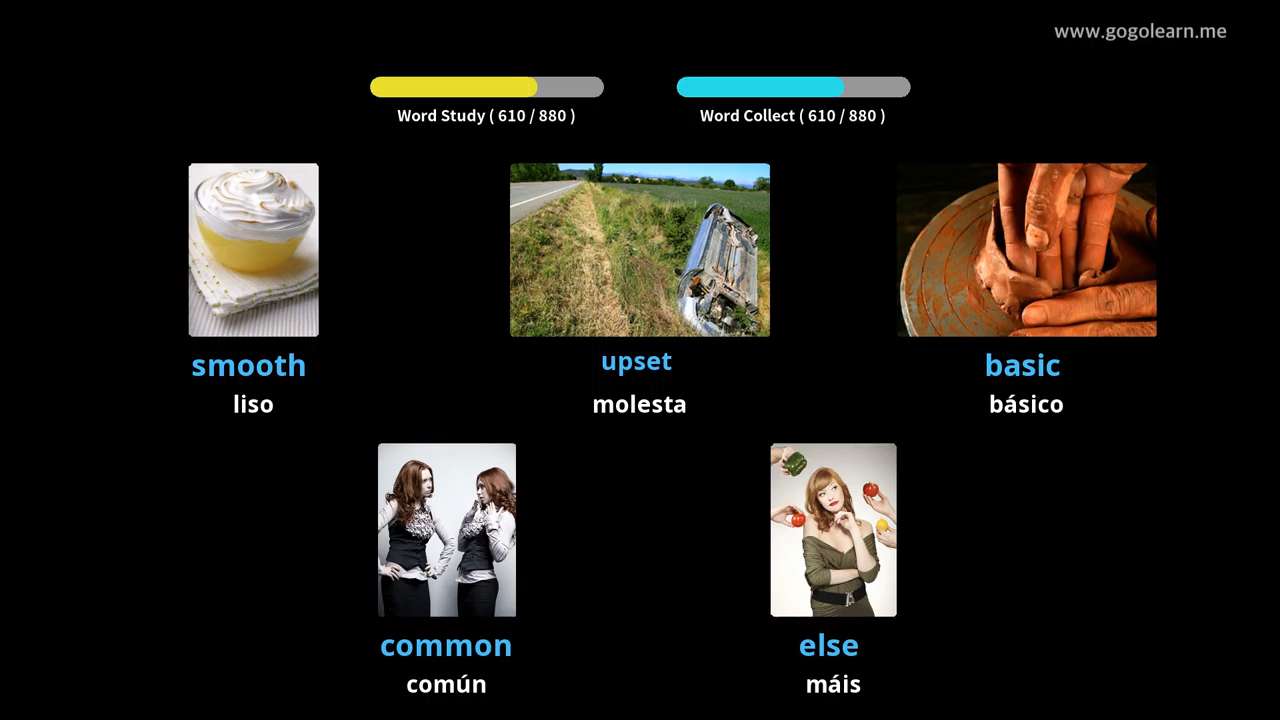 www.gogolearn.me
Word Study ( 610 / 880 )
Word Collect ( 610 / 880 )
smooth
liso
upset
molesta
basic
básico
common
común
else
máis